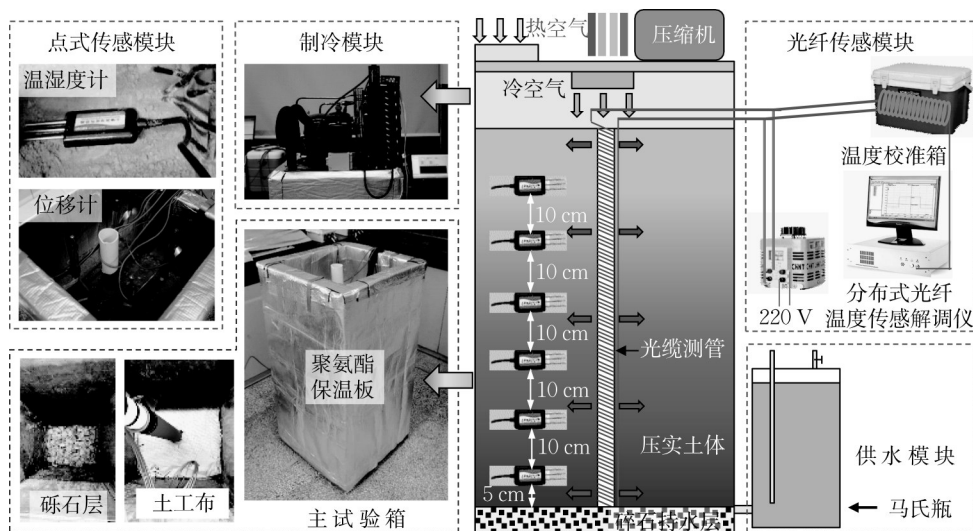 点式传感模块
温湿度计
位移计
制冷模块
热空气
压缩机
冷空气
光纤传感模块
温度校准箱
220 V
分布式光纤
温度传感解调仪
10 cm
10 cm
10 cm
10 cm
10 cm
5 cm
光缆测管
压实土体
碎石持水层
聚氨酯
保温板
主试验箱
砾石层
土工布
供水模块
马氏瓶